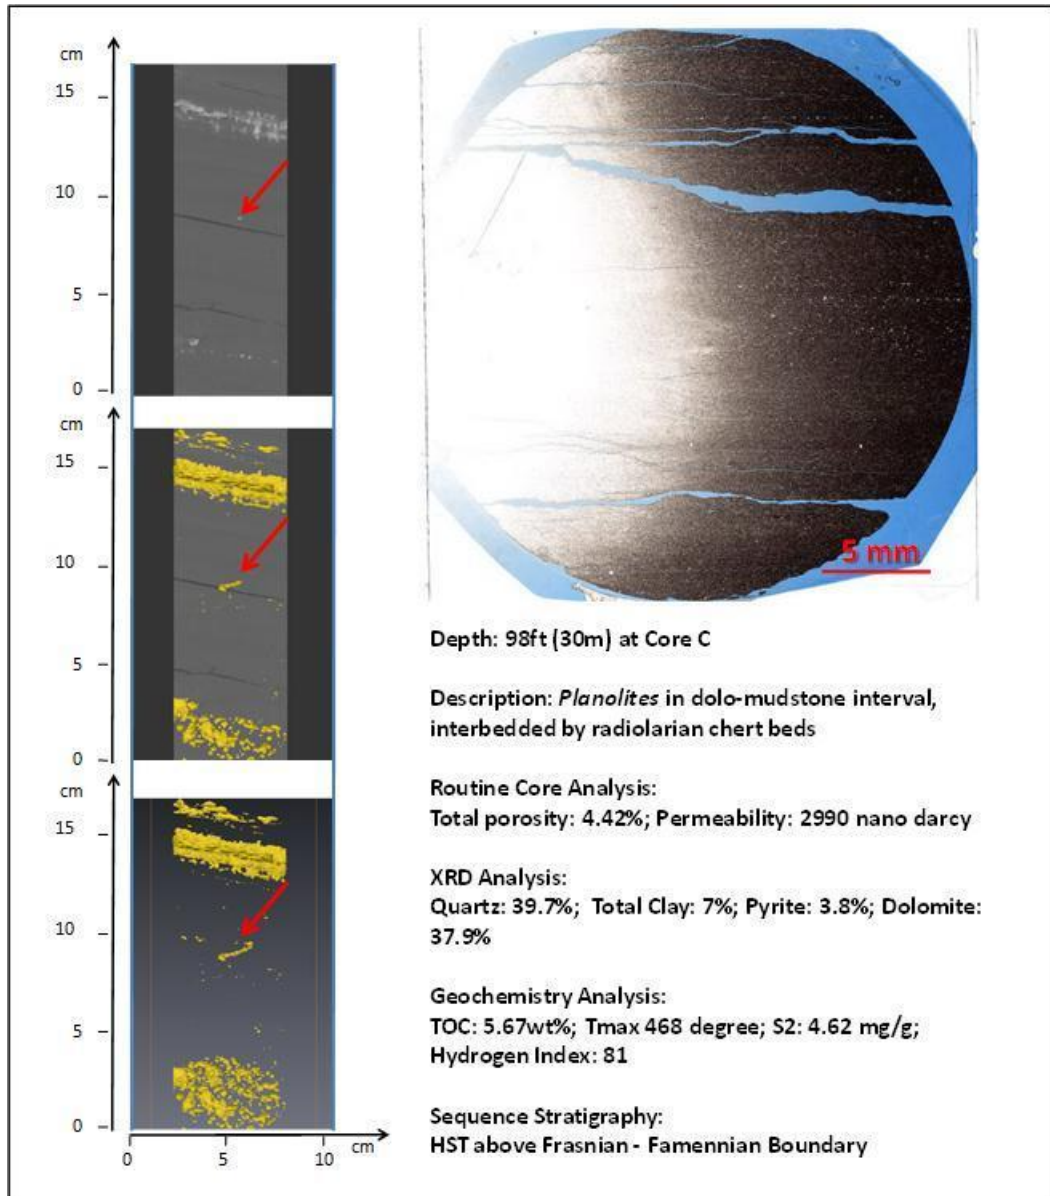 cm
15
10
5
0
cm
15
10
5
0
cm
15
10
5
0
0 5 10 cm
5 mm
Depth: 98ft (30m) at Core C
Description: Planolites in dolo-mudstone interval,
interbedded by radiolarian chert beds
Routine Core Analysis:
Total porosity: 4.42%; Permeability: 2990 nano darcy
XRD Analysis:
Quartz: 39.7%; Total Clay: 7%; Pyrite: 3.8%; Dolomite:
37.9%
Geochemistry Analysis:
TOC: 5.67wt%; Tmax 468 degree; S2: 4.62 mg/g;
Hydrogen Index: 81
Sequence Stratigraphy:
HST above Frasnian - Famennian Boundary